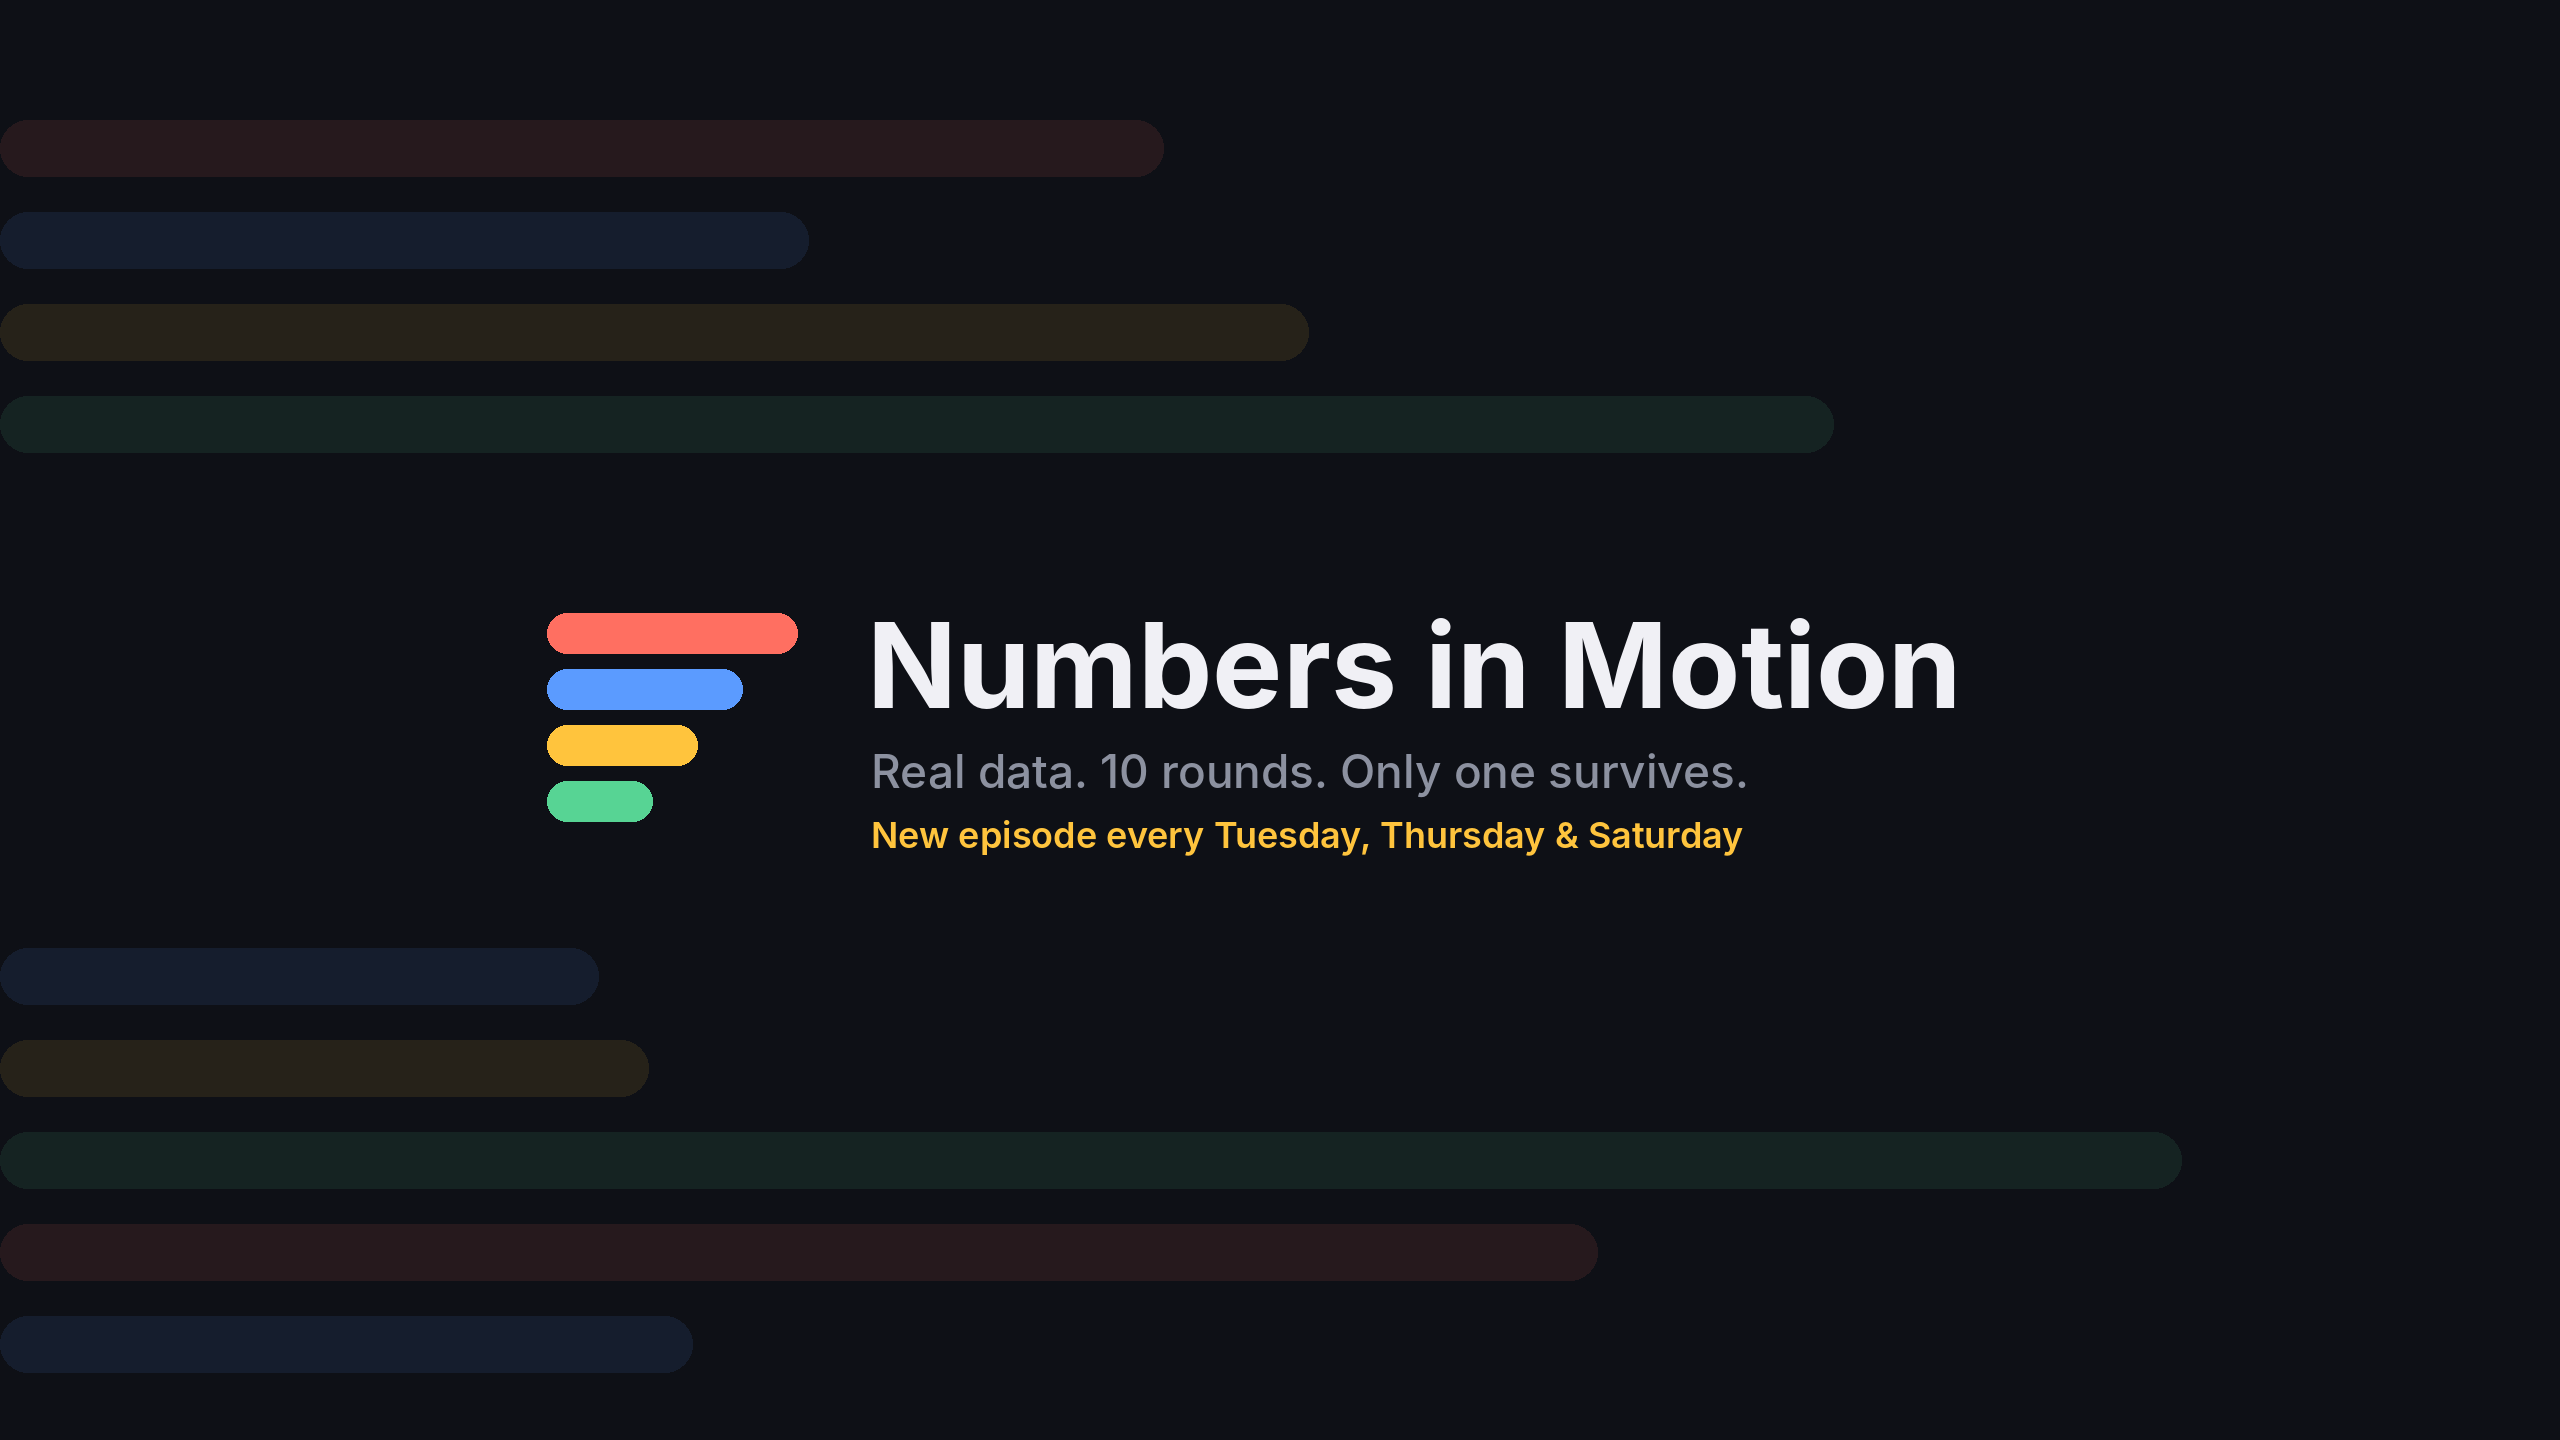 Numbers in Motion
Real data. 10 rounds. Only one survives.
New episode every Tuesday, Thursday & Saturday